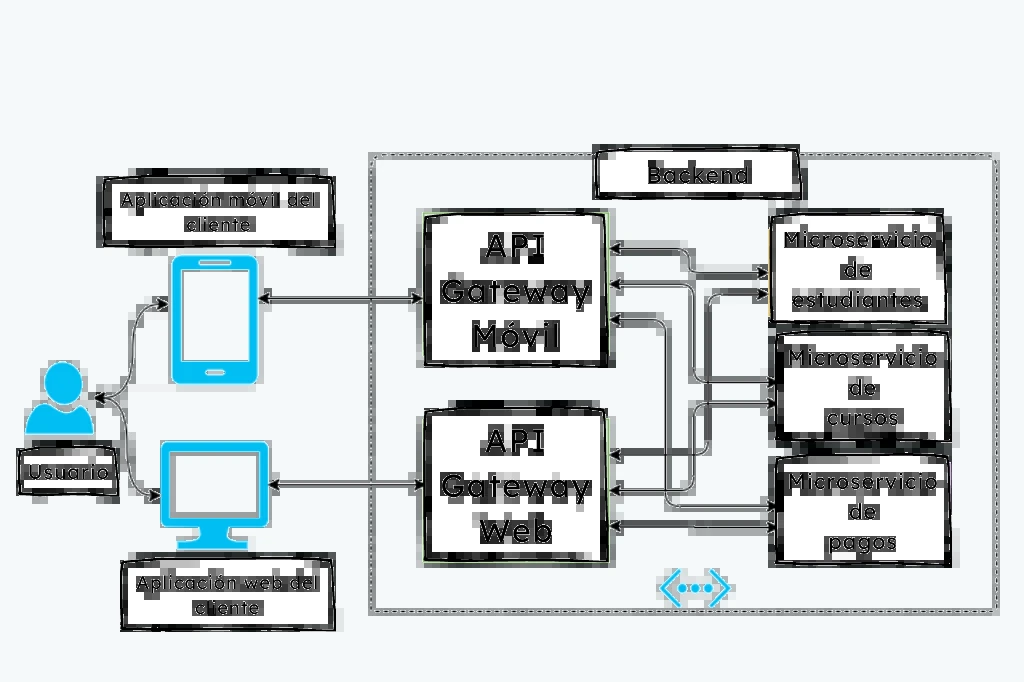 Backend
Aplicación móvil del
cliente
API
Gateway
Móvil
Microservicio
de
estudiantes
Microservicio
de
cursos
Usuario
API
Gateway
Web
Microservicio
de
pagos
Aplicación web del
cliente